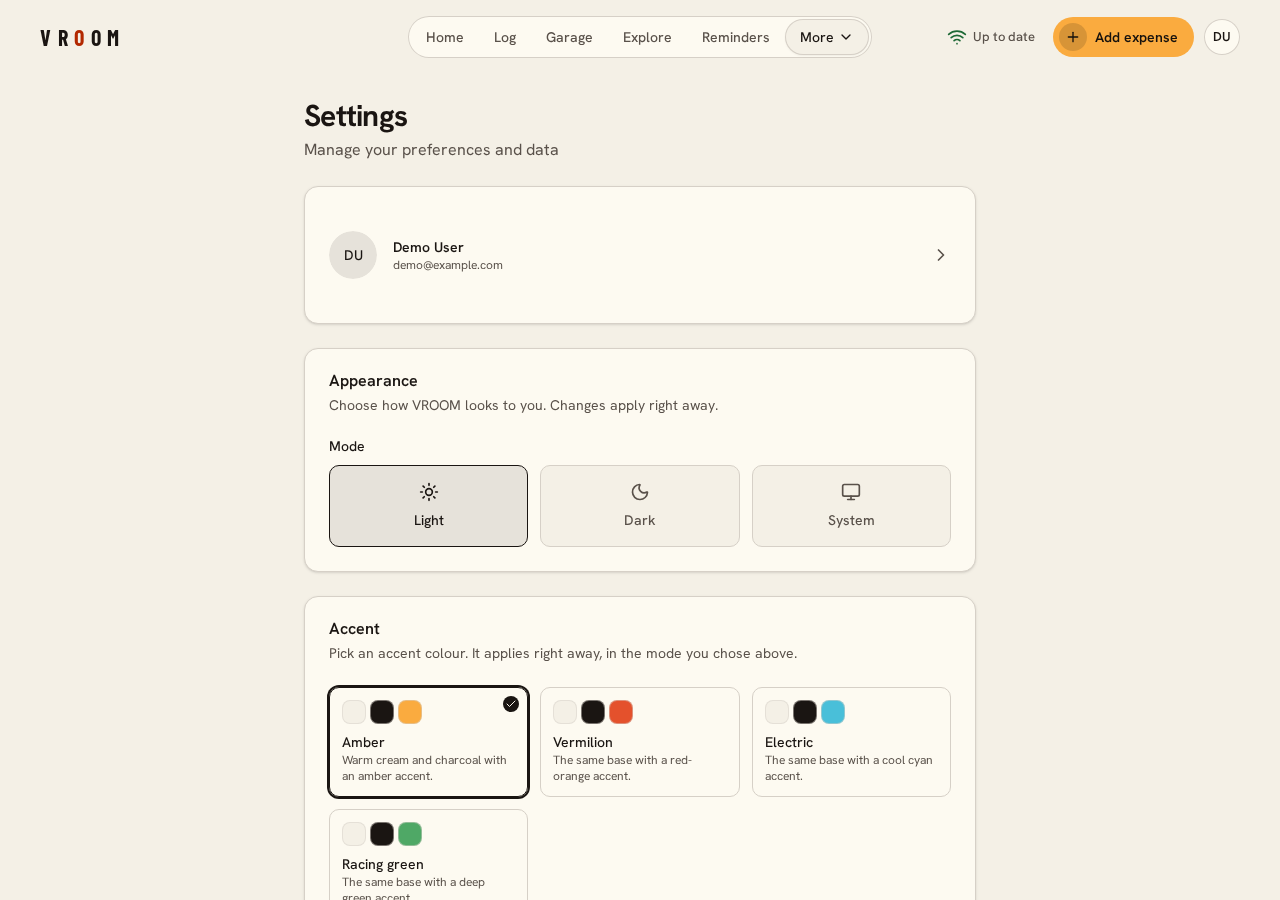 VROOM
Home
Log
Garage
Explore
Reminders
More
Up to date
Add expense
DU
Settings
Manage your preferences and data
DU
Demo User
demo@example.com
Appearance
Choose how VROOM looks to you. Changes apply right away.
Mode
Light
Dark
System
Accent
Pick an accent colour. It applies right away, in the mode you chose above.
Amber
Warm cream and charcoal with
an amber accent.
Vermilion
The same base with a red-
orange accent.
Electric
The same base with a cool cyan
accent.
Racing green
The same base with a deep
green accent.